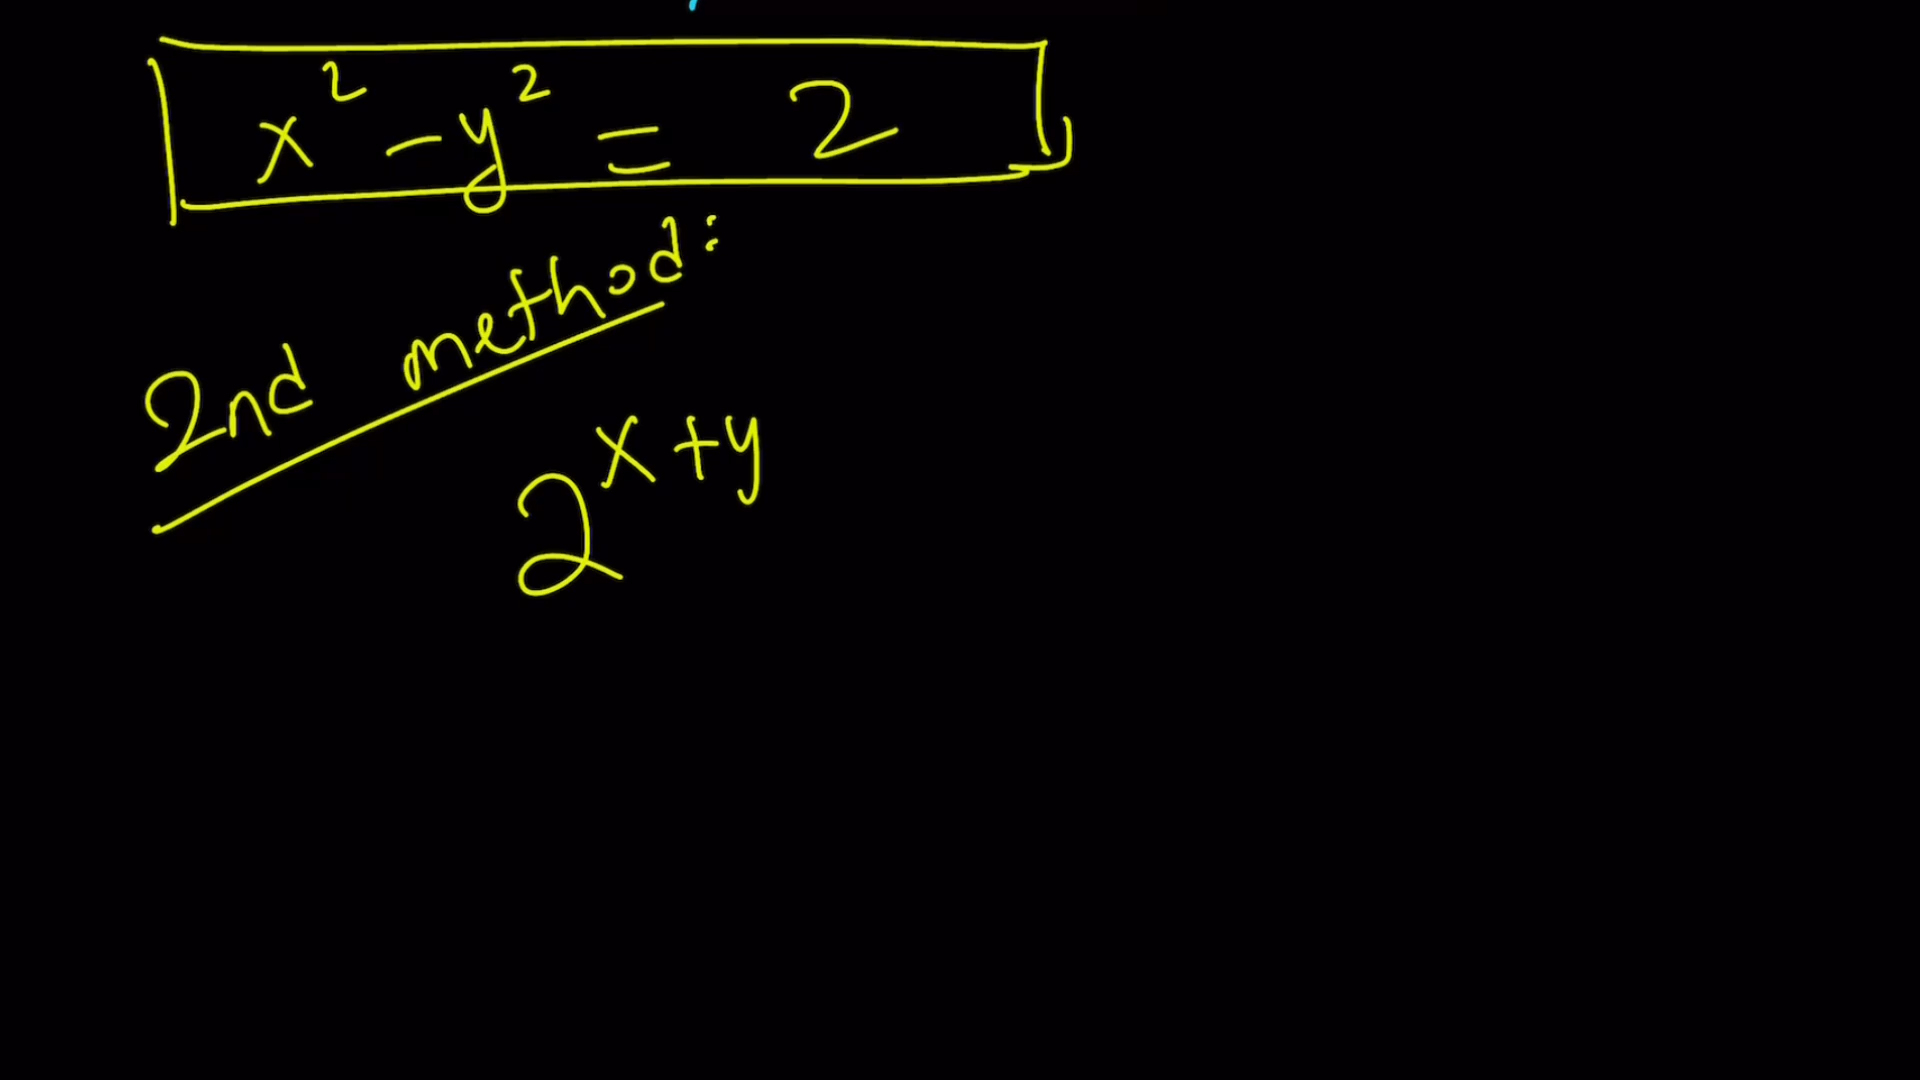 x² - y² = 2
2nd method:
2^{x+y}